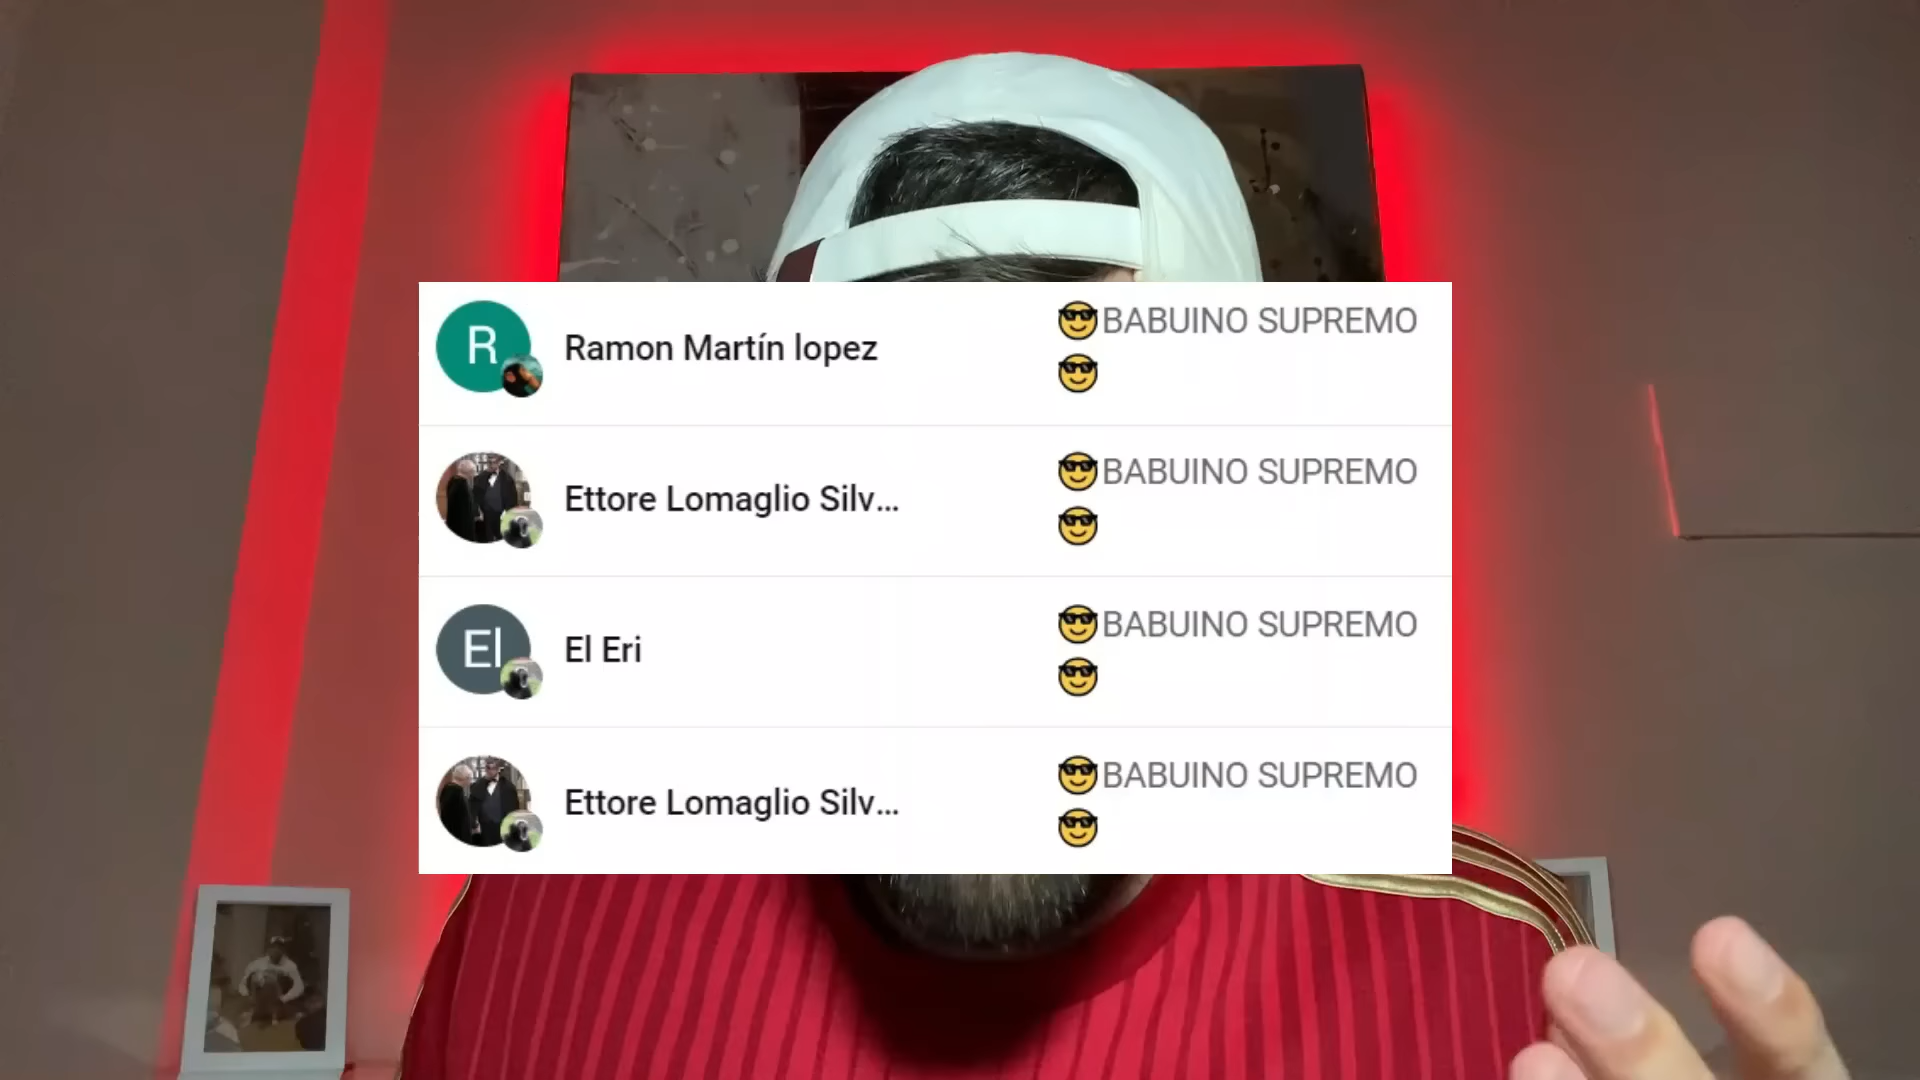 R
Ramon Martín lopez
😎BABUINO SUPREMO
😎
Ettore Lomaglio Silv...
😎BABUINO SUPREMO
😎
El
El Eri
😎BABUINO SUPREMO
😎
Ettore Lomaglio Silv...
😎BABUINO SUPREMO
😎